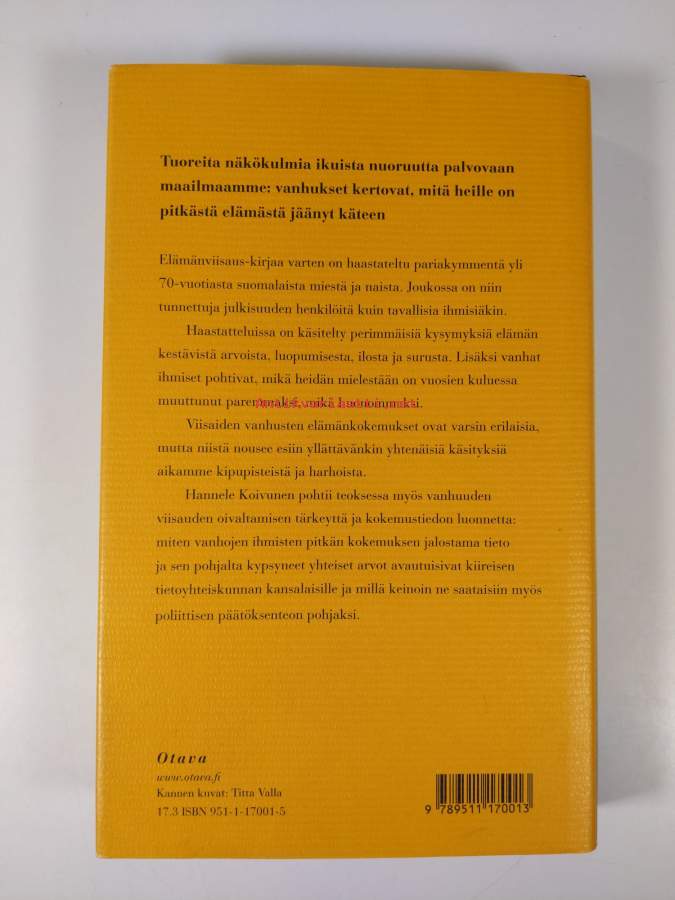 Tuoreita näkökulmia ikuista nuoruutta palvovaan
maailmaamme: vanhukset kertovat, mitä heille on
pitkästä elämästä jäänyt käteen
Elämänviisaus-kirjaa varten on haastateltu pariakymmentä yli
70-vuotiasta suomalaista miestä ja naista. Joukossa on niin
tunnettuja julkisuuden henkilöitä kuin tavallisia ihmisiäkin.
Haastatteluissa on käsitelty perimmäisiä kysymyksiä elämän
kestävistä arvoista, luopumisesta, ilosta ja surusta. Lisäksi vanhat
ihmiset pohtivat, mikä heidän mielestään on vuosien kuluessa
muuttunut paremmaksi, mikä huonommaksi.
Viisaiden vanhusten elämänkokemukset ovat varsin erilaisia,
mutta niistä nousee esiin yllättävänkin yhtenäisiä käsityksiä
aikamme kipupisteistä ja harhoista.
Hannele Koivunen pohtii teoksessa myös vanhuuden
viisauden oivaltamisen tärkeyttä ja kokemustiedon luonnetta:
miten vanhojen ihmisten pitkän kokemuksen jalostama tieto
ja sen pohjalta kypsyneet yhteiset arvot avautuisivat kiireisen
tietoyhteiskunnan kansalaisille ja millä keinoin ne saataisiin myös
poliittisen päätöksenteon pohjaksi.
Otava
www.otava.fi
Kannen kuvat: Titta Valla
17.3 ISBN 951-1-17001-5
9 789511 170013